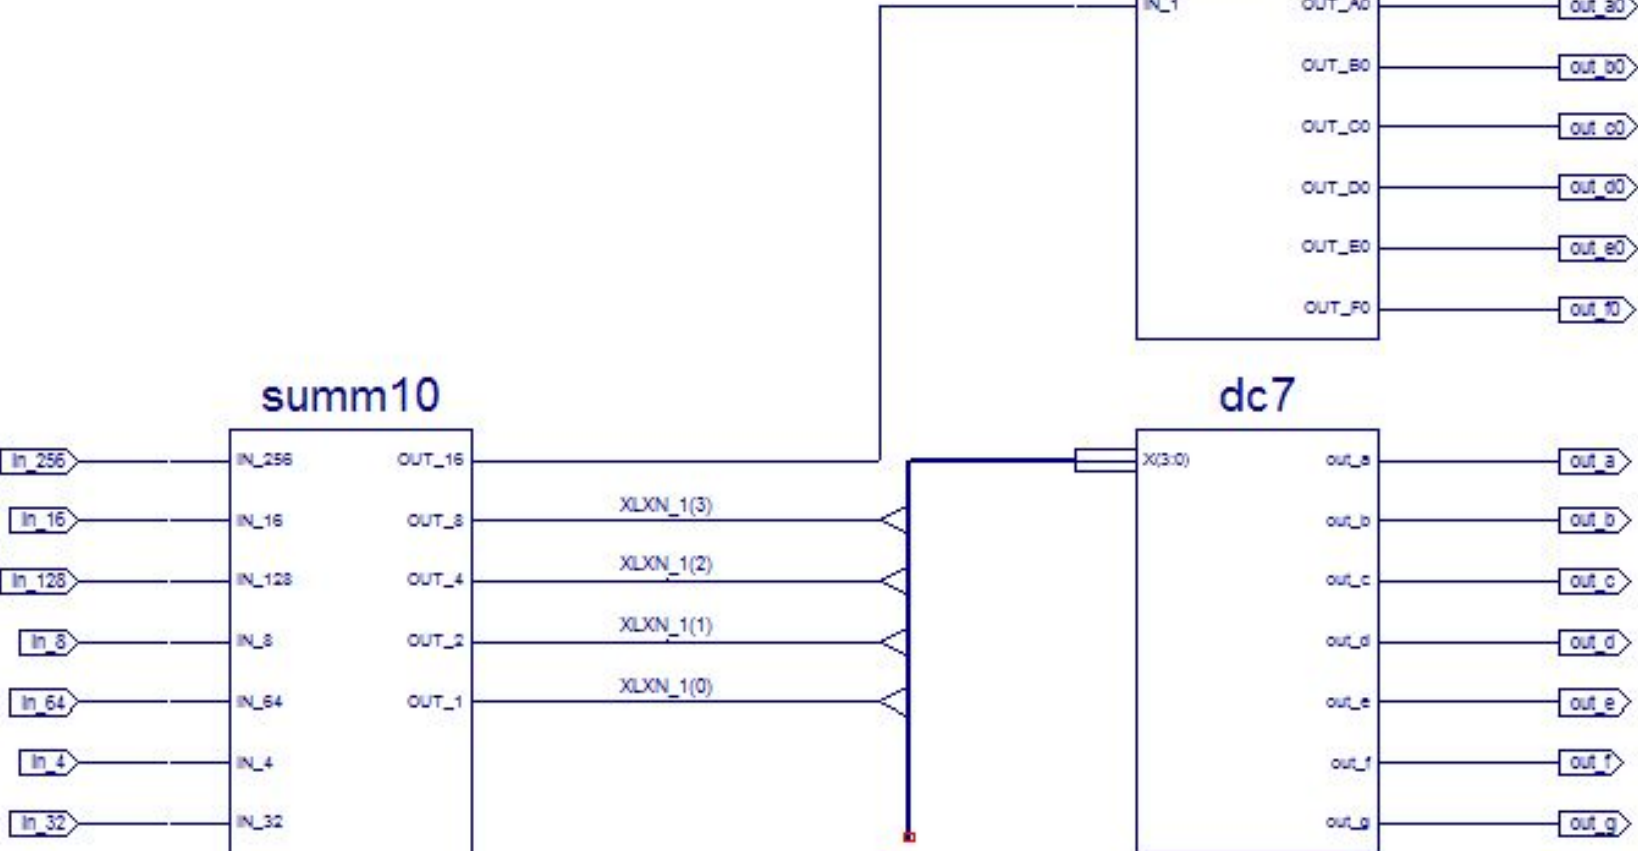 IN_1 OUT_A0 out_a0
OUT_B0 out_b0
OUT_C0 out_c0
OUT_D0 out_d0
OUT_E0 out_e0
OUT_F0 out_f0
summ10 dc7
In_256 IN_256 OUT_16 X(3:0) out_a out_a
XLXN_1(3)
In_16 IN_16 OUT_8 out_b out_b
XLXN_1(2)
In_128 IN_128 OUT_4 out_c out_c
XLXN_1(1)
In_8 IN_8 OUT_2 out_d out_d
XLXN_1(0)
In_64 IN_64 OUT_1 out_e out_e
In_4 IN_4 out_f out_f
In_32 IN_32 out_g out_g